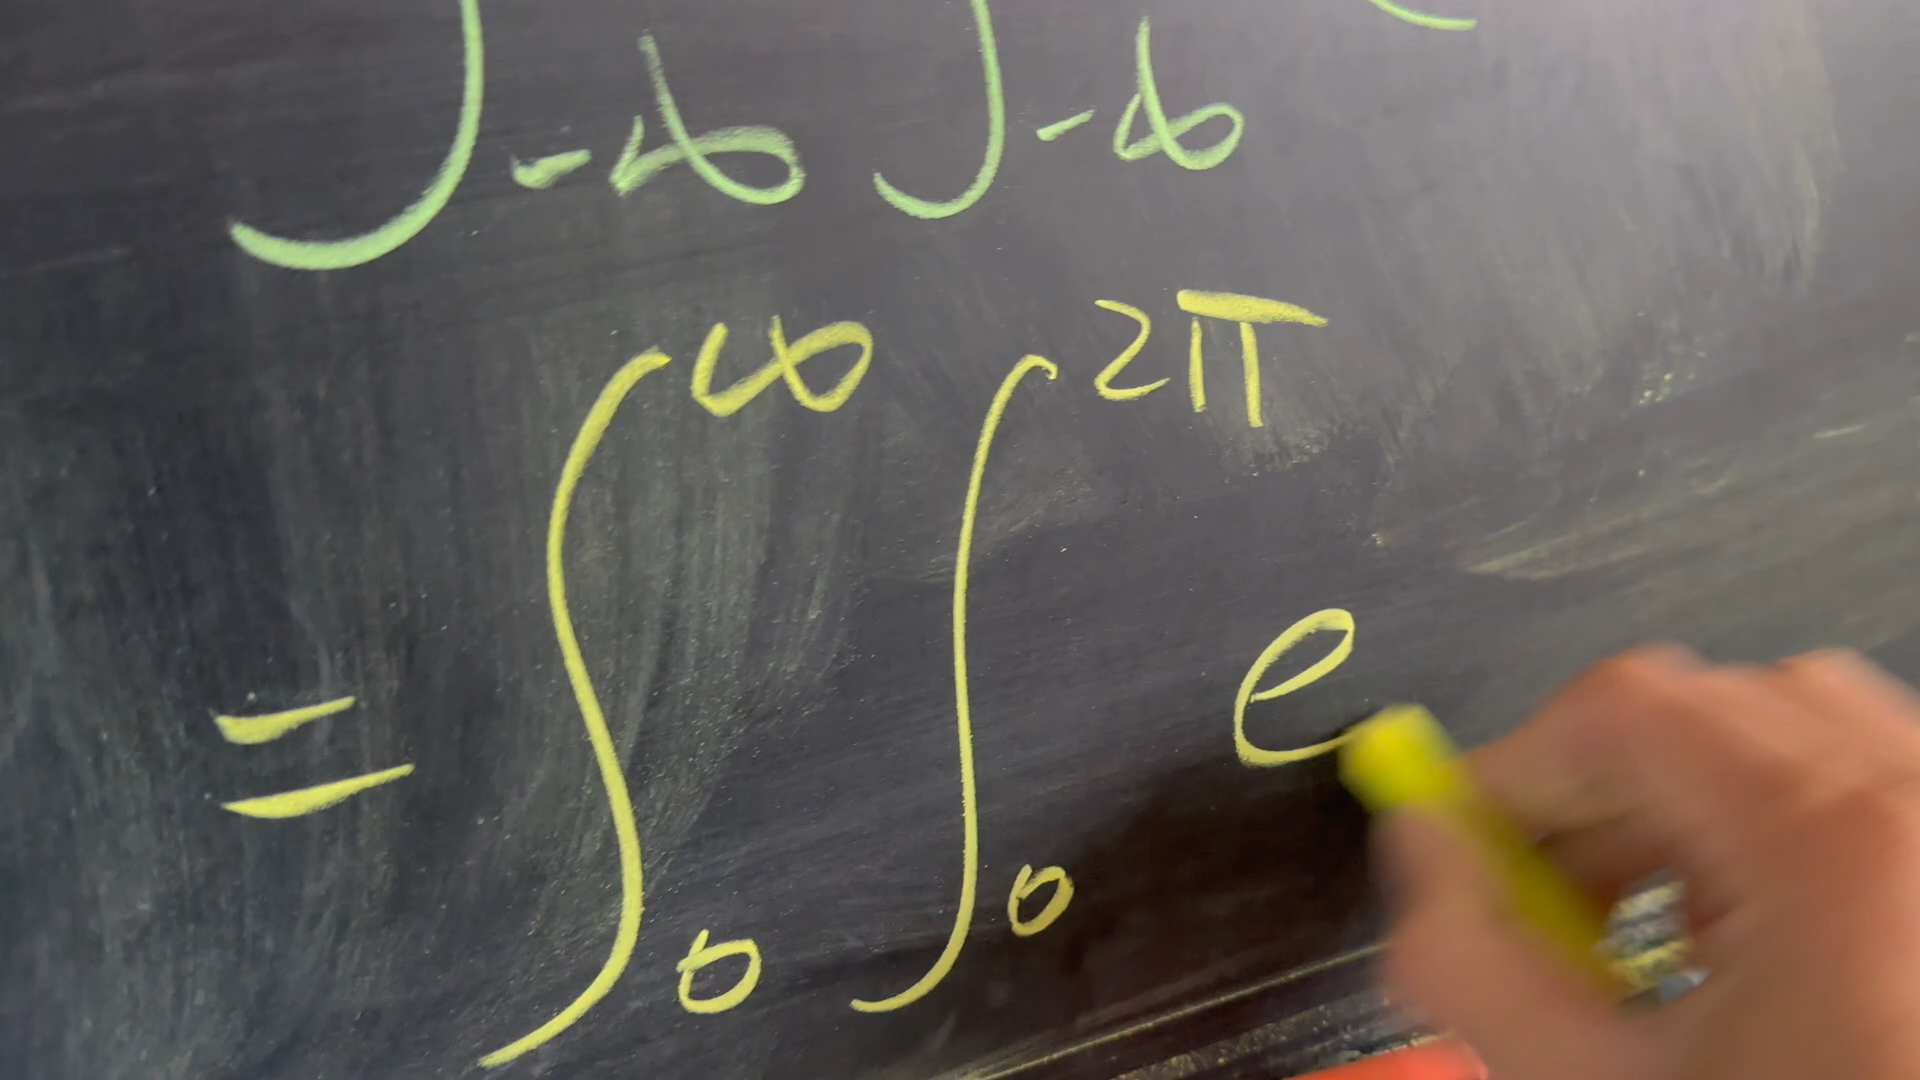 ∫-∞ ∫-∞
= ∫₀^∞ ∫₀^2π e